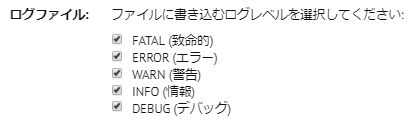 ログファイル: ファイルに書き込むログレベルを選択してください:
FATAL (致命的)
ERROR (エラー)
WARN (警告)
INFO (情報)
DEBUG (デバッグ)